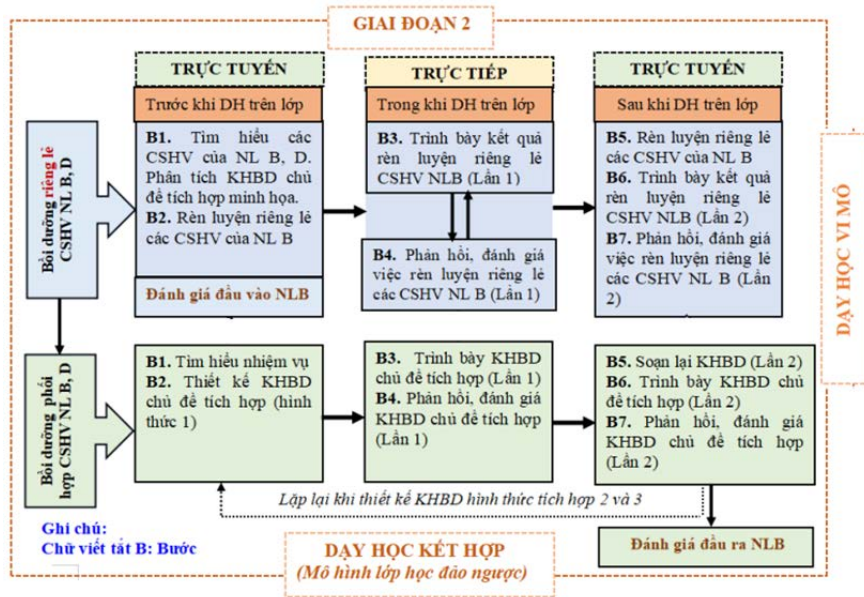 GIAI ĐOẠN 2
TRỰC TUYẾN
TRỰC TIẾP
TRỰC TUYẾN
Trước khi DH trên lớp
Trong khi DH trên lớp
Sau khi DH trên lớp
Bồi dưỡng riêng lẻ
CSHV NL B, D
B1. Tìm hiểu các
CSHV của NL B, D.
Phân tích KHBD chủ
đề tích hợp minh họa.
B2. Rèn luyện riêng lẻ
các CSHV của NL B
Đánh giá đầu vào NLB
B3. Trình bày kết quả
rèn luyện riêng lẻ
CSHV NLB (Lần 1)
B4. Phản hồi, đánh giá
việc rèn luyện riêng lẻ
các CSHV NL B (Lần 1)
B5. Rèn luyện riêng lẻ
các CSHV của NL B
B6. Trình bày kết quả
rèn luyện riêng lẻ
CSHV NLB (Lần 2)
B7. Phản hồi, đánh giá
việc rèn luyện riêng lẻ
các CSHV NL B (Lần
2)
DẠY HỌC VI MÔ
Bồi dưỡng phối
hợp CSHV NL B, D
B1. Tìm hiểu nhiệm vụ
B2. Thiết kế KHBD
chủ đề tích hợp (hình
thức 1)
B3. Trình bày KHBD
chủ đề tích hợp (Lần 1)
B4. Phản hồi, đánh giá
KHBD chủ đề tích hợp
(Lần 1)
B5. Soạn lại KHBD (Lần 2)
B6. Trình bày KHBD chủ
đề tích hợp (Lần 2)
B7. Phản hồi, đánh giá
KHBD chủ đề tích hợp
(Lần 2)
Lặp lại khi thiết kế KHBD hình thức tích hợp 2 và 3
Ghi chú:
Chữ viết tắt B: Bước
DẠY HỌC KẾT HỢP
(Mô hình lớp học đảo ngược)
Đánh giá đầu ra NLB